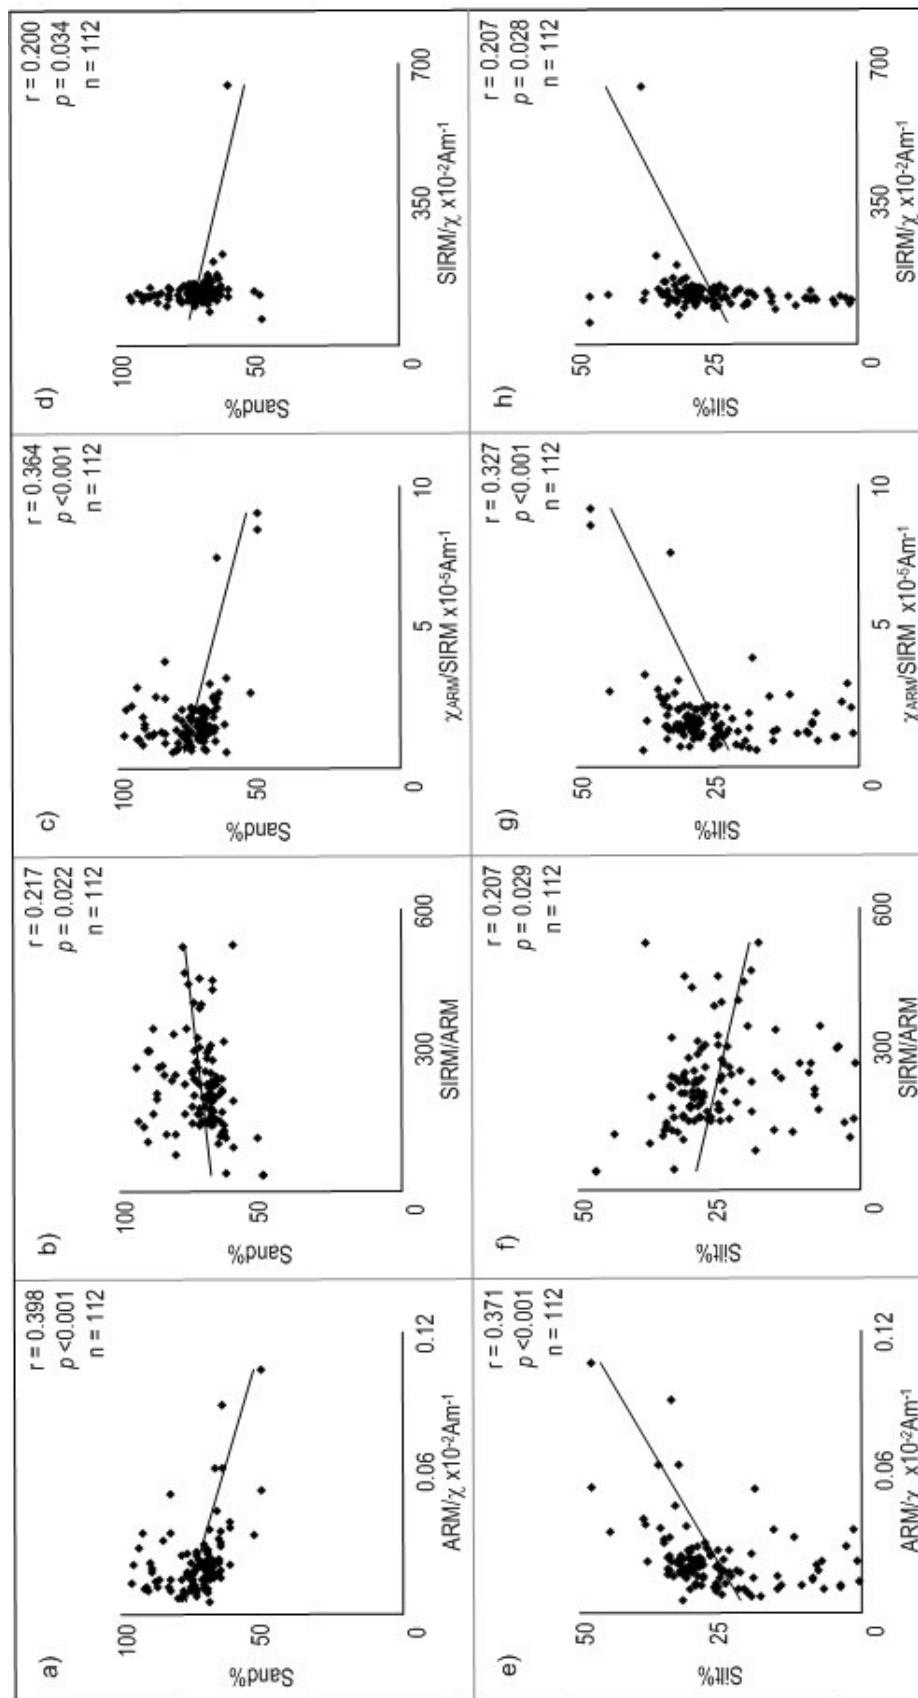 a)
r = 0.398
p <0.001
n = 112
100
50
0
Sand%
0.06
0.12
ARM/χ x10-2Am-1
b)
r = 0.217
p = 0.022
n = 112
100
50
0
Sand%
300
600
SIRM/ARM
c)
r = 0.364
p <0.001
n = 112
100
50
0
Sand%
5
10
χARM/SIRM x10-5Am-1
d)
r = 0.200
p = 0.034
n = 112
100
50
0
Sand%
350
700
SIRM/χ x10-2Am-1
e)
r = 0.371
p <0.001
n = 112
50
25
0
Silt%
0.06
0.12
ARM/χ x10-2Am-1
f)
r = 0.207
p = 0.029
n = 112
50
25
0
Silt%
300
600
SIRM/ARM
g)
r = 0.327
p <0.001
n = 112
50
25
0
Silt%
5
10
χARM/SIRM x10-5Am-1
h)
r = 0.207
p = 0.028
n = 112
50
25
0
Silt%
350
700
SIRM/χ x10-2Am-1